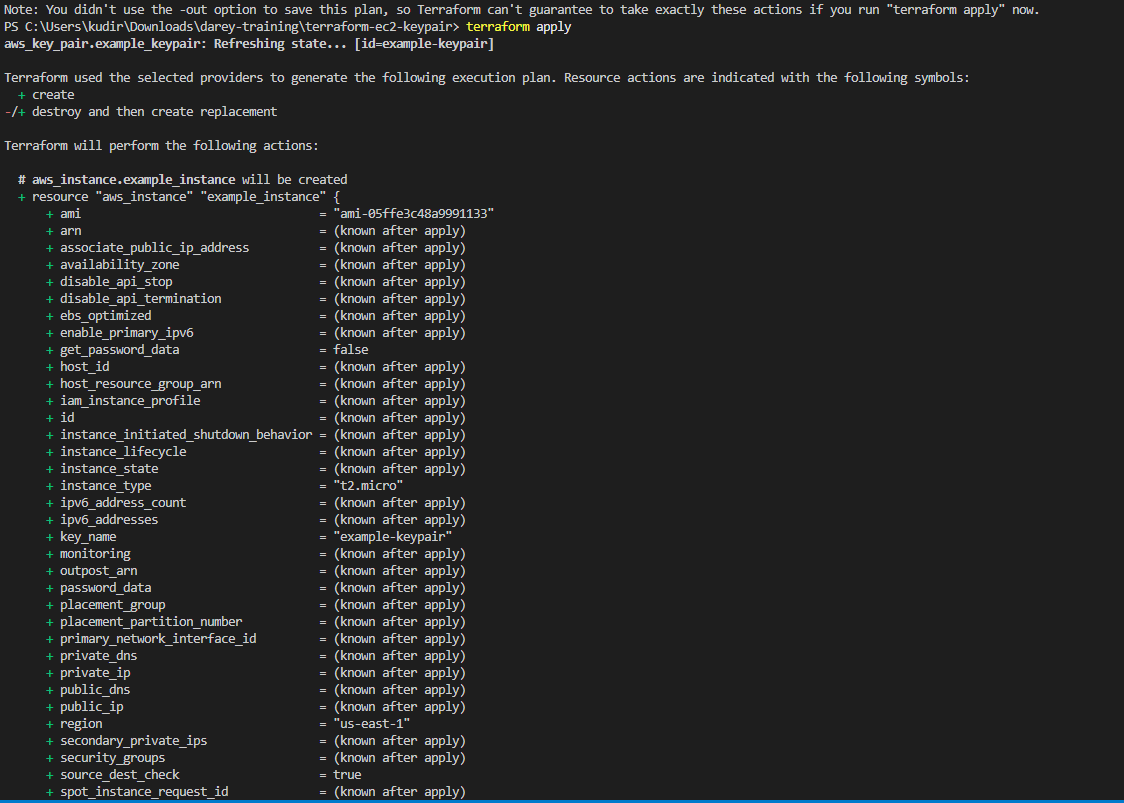 Note: You didn't use the -out option to save this plan, so Terraform can't guarantee to take exactly these actions if you run "terraform apply" now.
PS C:\Users\kudir\Downloads\darey-training\terraform-ec2-keypair> terraform apply
aws_key_pair.example_keypair: Refreshing state... [id=example-keypair]

Terraform used the selected providers to generate the following execution plan. Resource actions are indicated with the following symbols:
  + create
-/+ destroy and then create replacement

Terraform will perform the following actions:

  # aws_instance.example_instance will be created
  + resource "aws_instance" "example_instance" {
      + ami                                  = "ami-05ffe3c48a9991133"
      + arn                                  = (known after apply)
      + associate_public_ip_address          = (known after apply)
      + availability_zone                    = (known after apply)
      + disable_api_stop                     = (known after apply)
      + disable_api_termination              = (known after apply)
      + ebs_optimized                        = (known after apply)
      + enable_primary_ipv6                  = (known after apply)
      + get_password_data                    = false
      + host_id                              = (known after apply)
      + host_resource_group_arn              = (known after apply)
      + iam_instance_profile                 = (known after apply)
      + id                                   = (known after apply)
      + instance_initiated_shutdown_behavior = (known after apply)
      + instance_lifecycle                   = (known after apply)
      + instance_state                       = (known after apply)
      + instance_type                        = "t2.micro"
      + ipv6_address_count                   = (known after apply)
      + ipv6_addresses                       = (known after apply)
      + key_name                             = "example-keypair"
      + monitoring                           = (known after apply)
      + outpost_arn                          = (known after apply)
      + password_data                        = (known after apply)
      + placement_group                      = (known after apply)
      + placement_partition_number           = (known after apply)
      + primary_network_interface_id         = (known after apply)
      + private_dns                          = (known after apply)
      + private_ip                           = (known after apply)
      + public_dns                           = (known after apply)
      + public_ip                            = (known after apply)
      + region                               = "us-east-1"
      + secondary_private_ips                = (known after apply)
      + security_groups                      = (known after apply)
      + source_dest_check                    = true
      + spot_instance_request_id             = (known after apply)